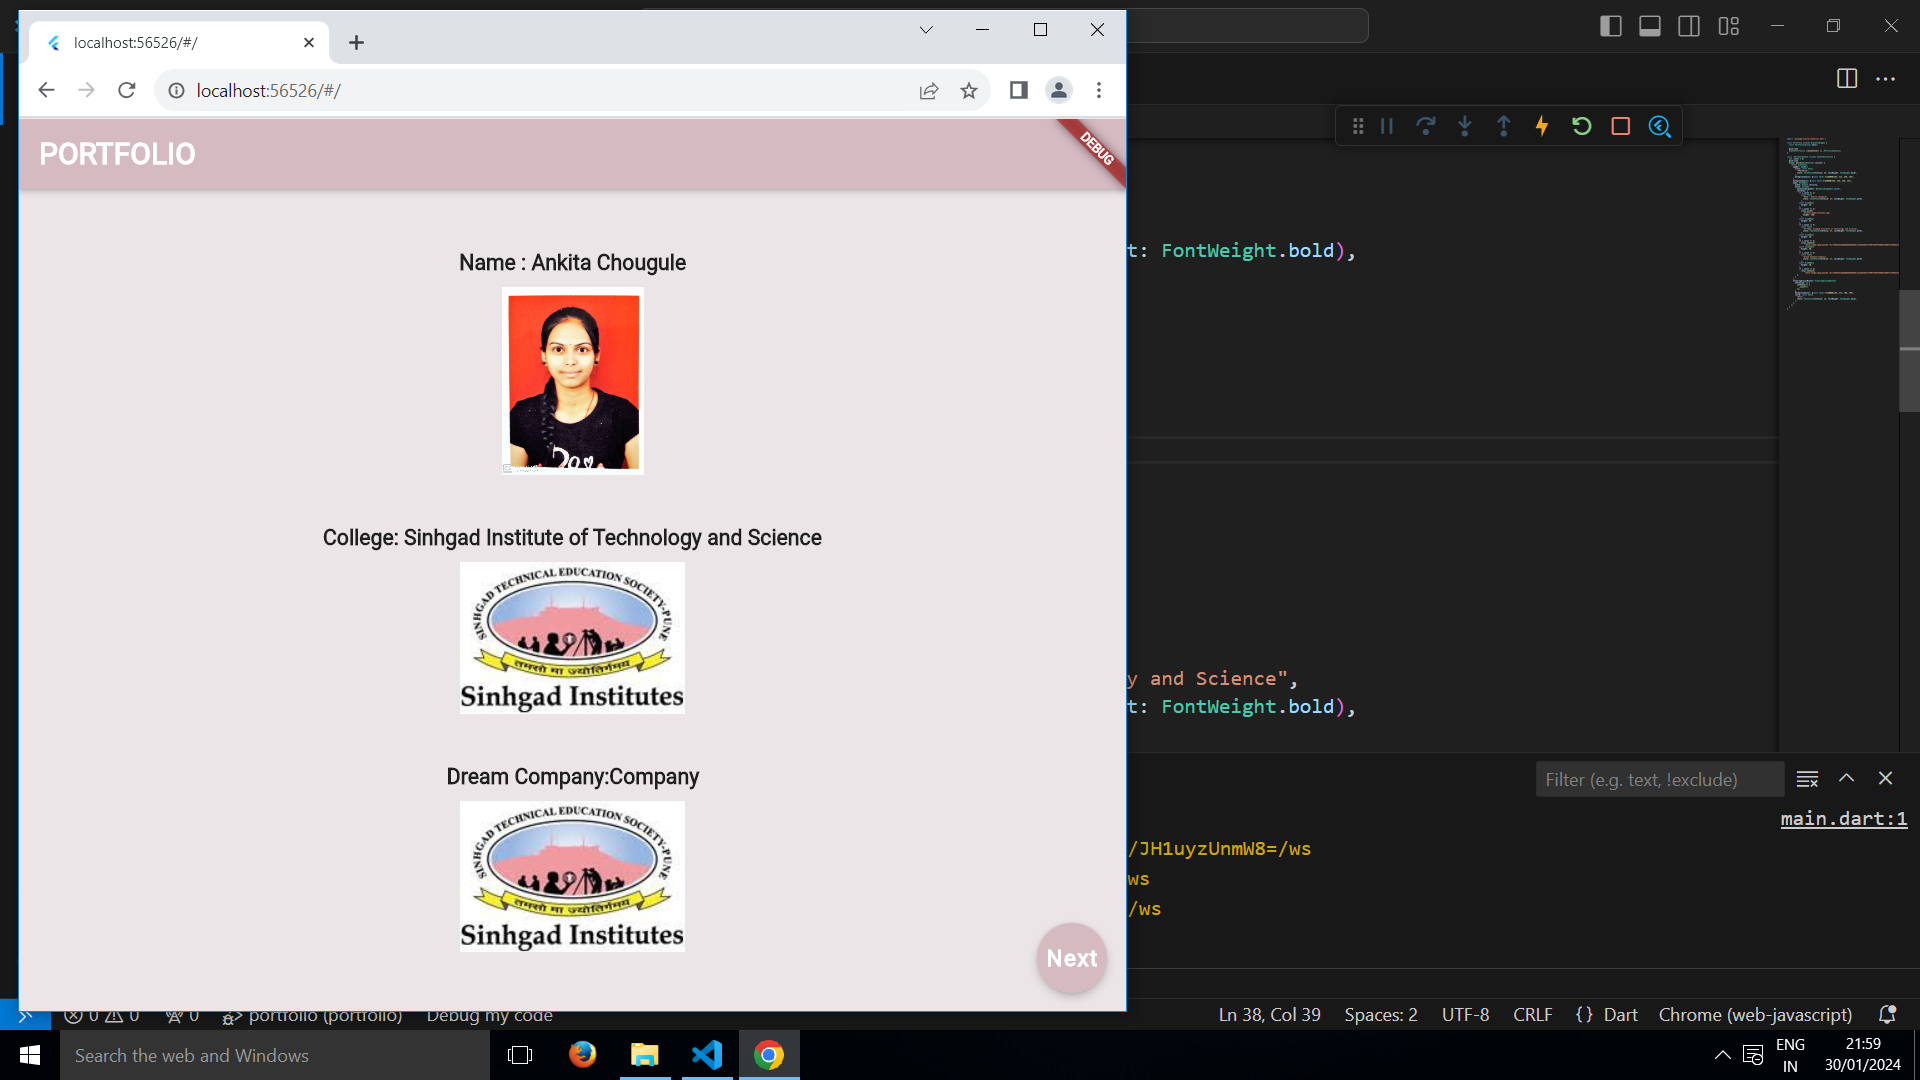 localhost:56526/#/
localhost:56526/#/
PORTFOLIO
DEBUG
Name : Ankita Chougule
College: Sinhgad Institute of Technology and Science
SINHGAD TECHNICAL EDUCATION SOCIETY-PUNE
तमसो मा ज्योतिर्गमय
Sinhgad Institutes
Dream Company:Company
SINHGAD TECHNICAL EDUCATION SOCIETY-PUNE
तमसो मा ज्योतिर्गमय
Sinhgad Institutes
Next
t: FontWeight.bold),
y and Science",
t: FontWeight.bold),
Filter (e.g. text, !exclude)
main.dart:1
/JH1uyzUnmW8=/ws
ws
/ws
0 0 0 portfolio (portfolio) Debug my code
Ln 38, Col 39 Spaces: 2 UTF-8 CRLF {} Dart Chrome (web-javascript)
Search the web and Windows
ENG
IN
21:59
30/01/2024